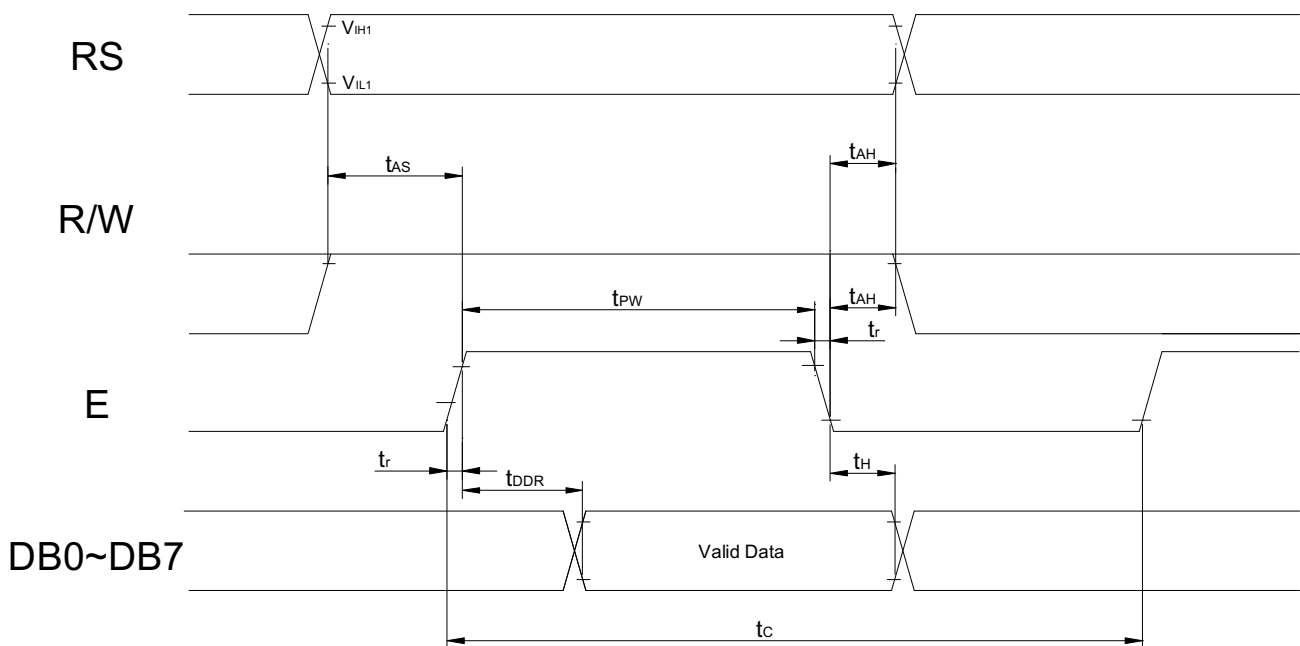 RS
VIH1
VIL1
tAS
tAH
R/W
tPW
tAH
tr
E
tr
tDDR
tH
DB0~DB7
Valid Data
tC